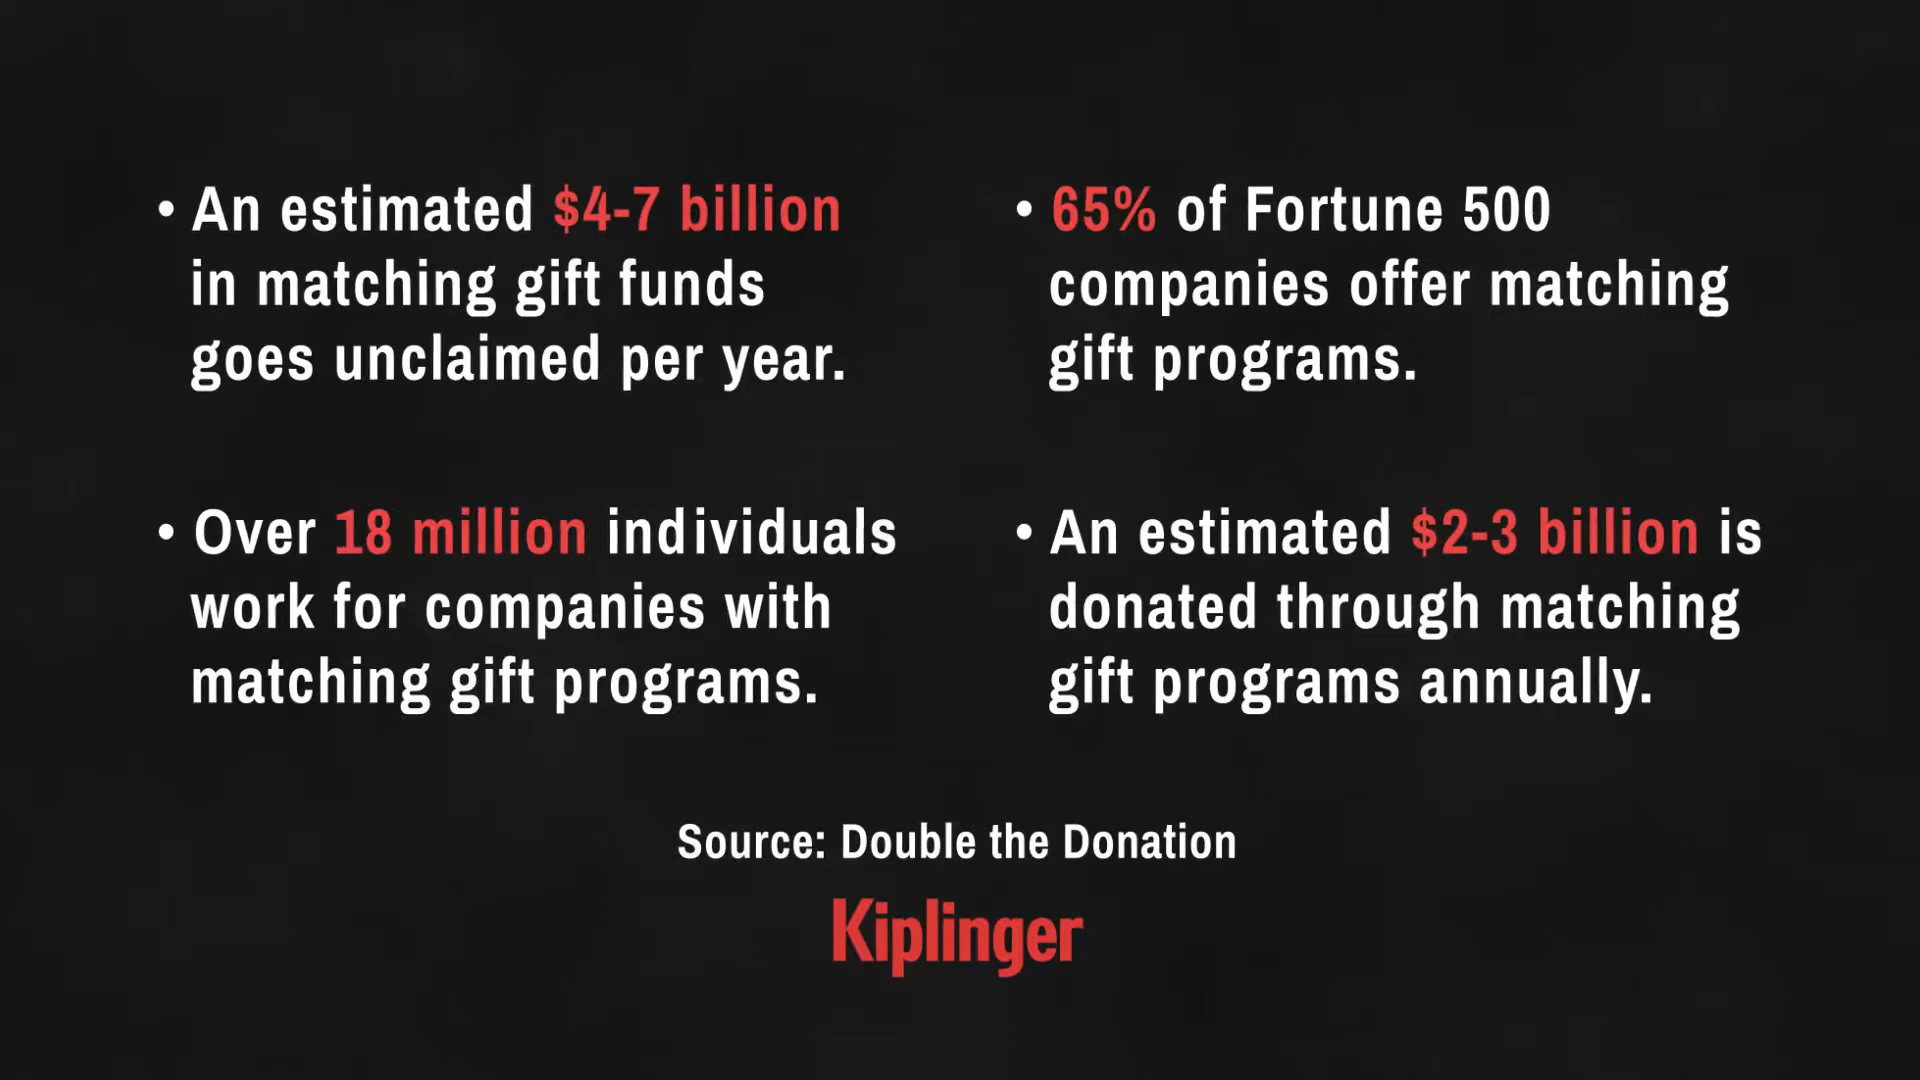 • An estimated $4-7 billion
in matching gift funds
goes unclaimed per year.
• 65% of Fortune 500
companies offer matching
gift programs.
• Over 18 million individuals
work for companies with
matching gift programs.
• An estimated $2-3 billion is
donated through matching
gift programs annually.
Source: Double the Donation
Kiplinger